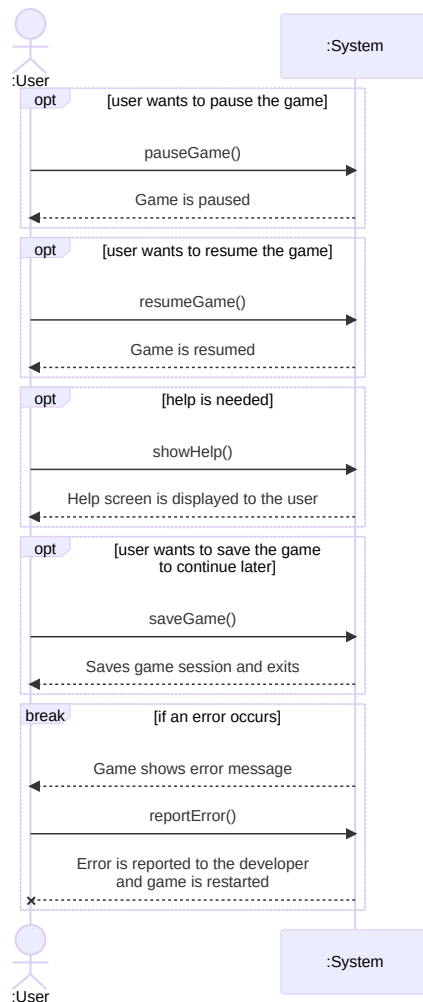 :System
:User
opt
[user wants to pause the game]
pauseGame()
Game is paused
opt
[user wants to resume the game]
resumeGame()
Game is resumed
opt
[help is needed]
showHelp()
Help screen is displayed to the user
opt
[user wants to save the game
to continue later]
saveGame()
Saves game session and exits
break
[if an error occurs]
Game shows error message
reportError()
Error is reported to the developer
and game is restarted
:System
:User